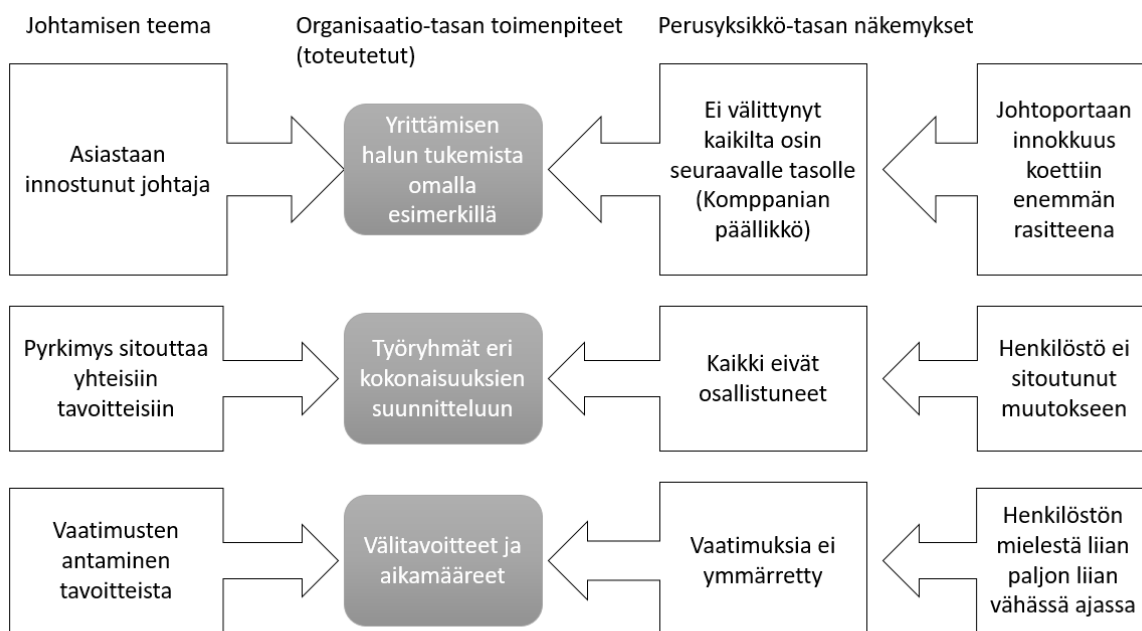 Johtamisen teema
Organisaatio-tasan toimenpiteet
(toteutetut)
Perusyksikkö-tasan näkemykset
Asiastaan
innostunut johtaja
Yrittämisen
halun tukemista
omalla
esimerkillä
Ei välittynyt
kaikilta osin
seuraavalle tasolle
(Komppanian
päällikkö)
Johtoportaan
innokkuus
koettiin
enemmän
rasitteena
Pyrkimys sitouttaa
yhteisiin
tavoitteisiin
Työryhmät eri
kokonaisuuksien
suunnitteluun
Kaikki eivät
osallistuneet
Henkilöstö ei
sitoutunut
muutokseen
Vaatimusten
antaminen
tavoitteista
Välitavoitteet ja
aikamääreet
Vaatimuksia ei
ymmärretty
Henkilöstön
mielestä liian
paljon liian
vähässä ajassa